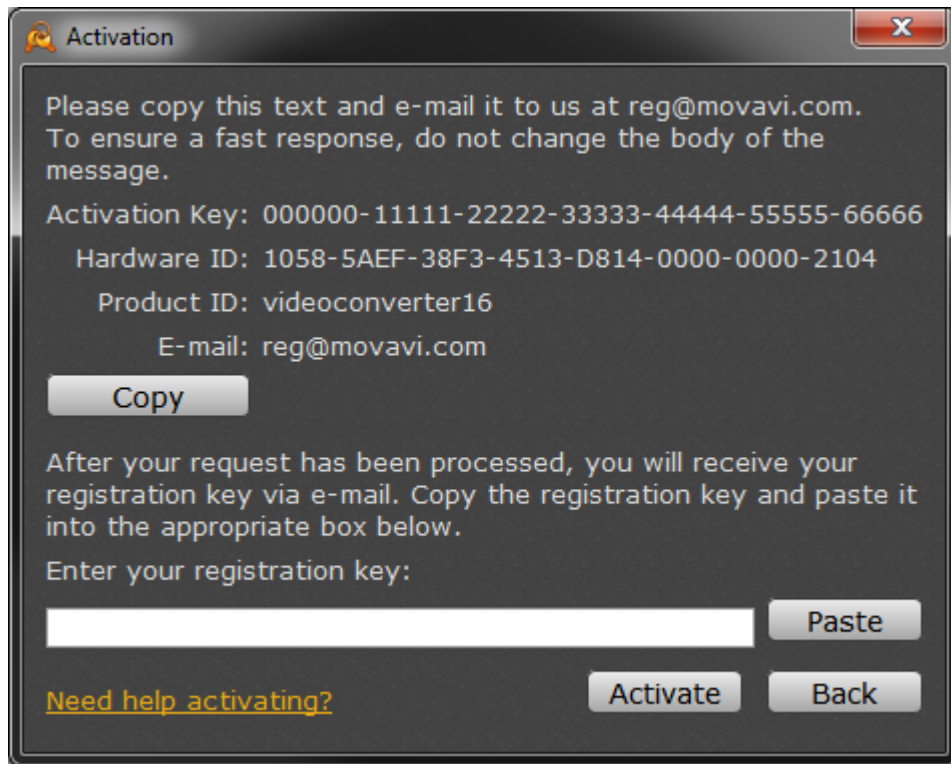 Activation
Please copy this text and e-mail it to us at reg@movavi.com.
To ensure a fast response, do not change the body of the
message.
Activation Key: 000000-11111-22222-33333-44444-55555-66666
Hardware ID: 1058-5AEF-38F3-4513-D814-0000-0000-2104
Product ID: videoconverter16
E-mail: reg@movavi.com
Copy
After your request has been processed, you will receive your
registration key via e-mail. Copy the registration key and paste it
into the appropriate box below.
Enter your registration key:
Paste
Need help activating? Activate Back